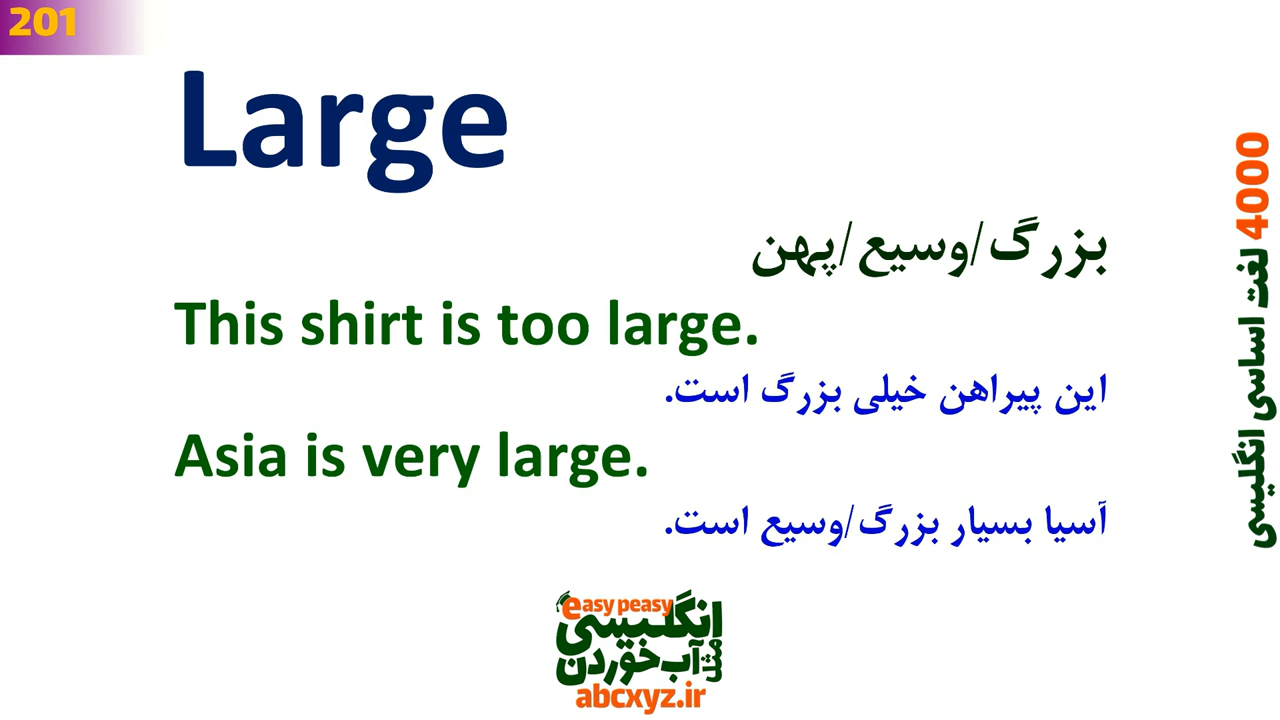 201
Large
بزرگ/وسیع/پهن
This shirt is too large.
این پیراهن خیلی بزرگ است.
Asia is very large.
آسیا بسیار بزرگ/وسیع است.
4000 لغت اساسی انگلیسی
easy peasy
انگلیسی
مثل آب خوردن
abcxyz.ir